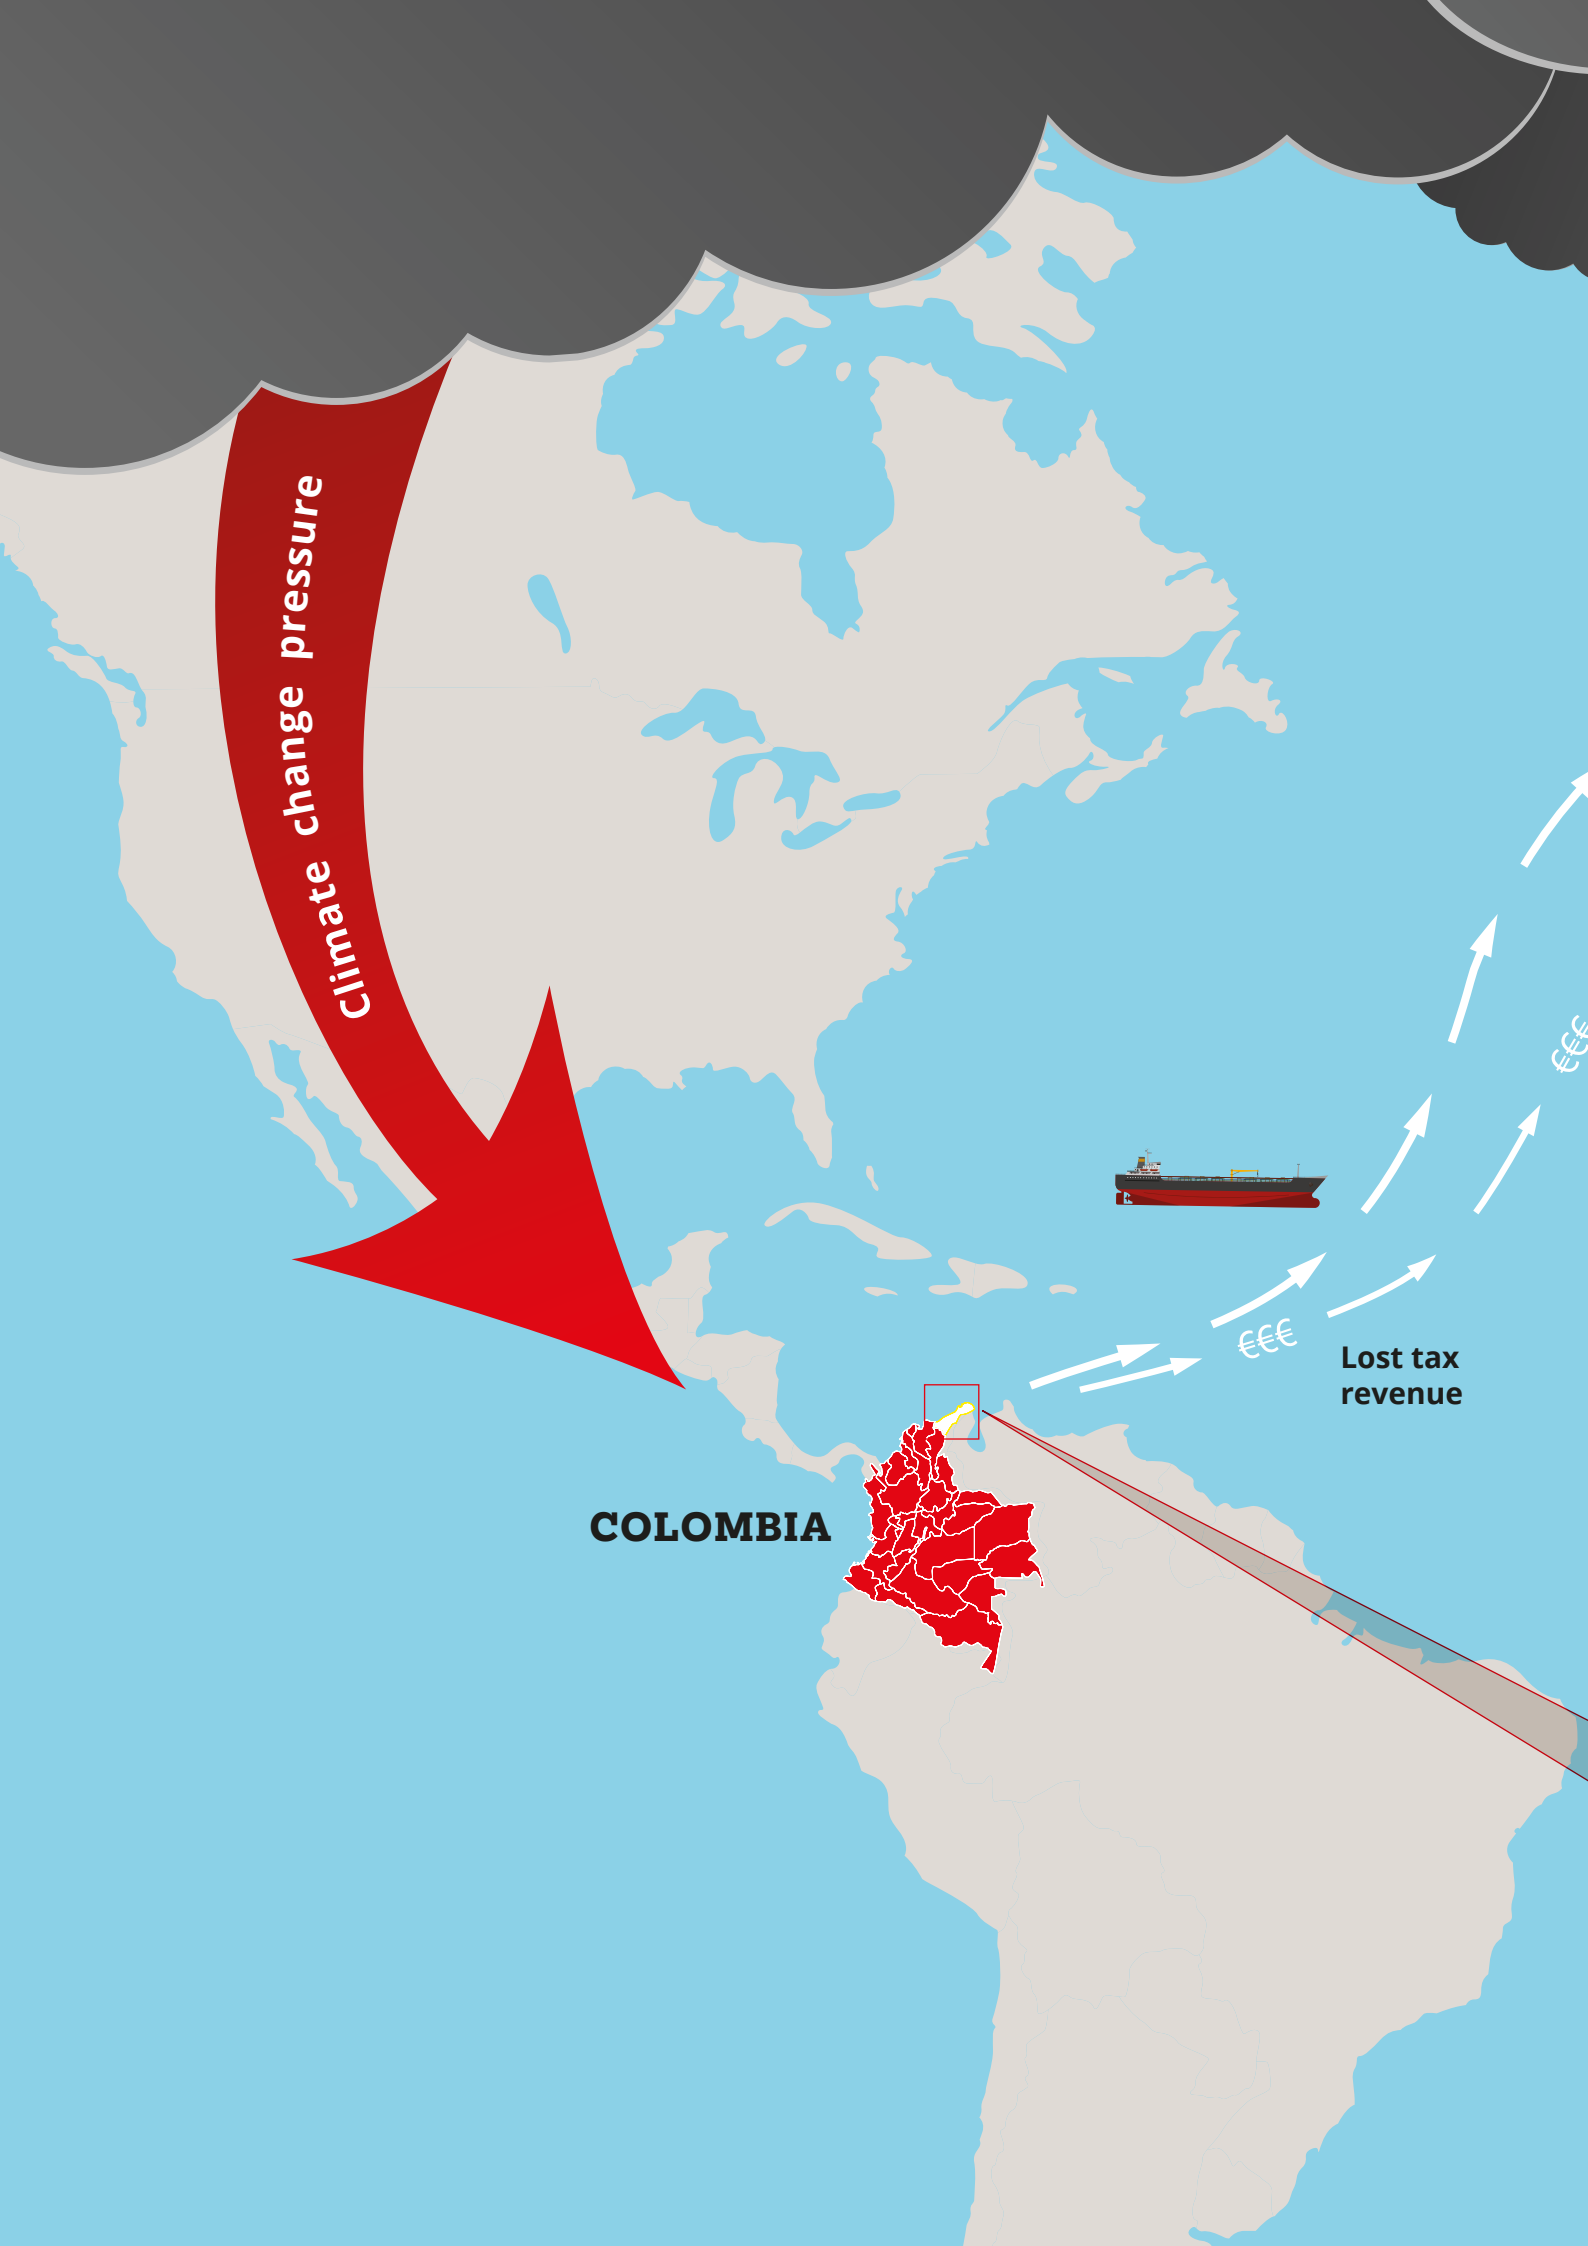 Climate change pressure
€€€
€€€
Lost tax
revenue
COLOMBIA